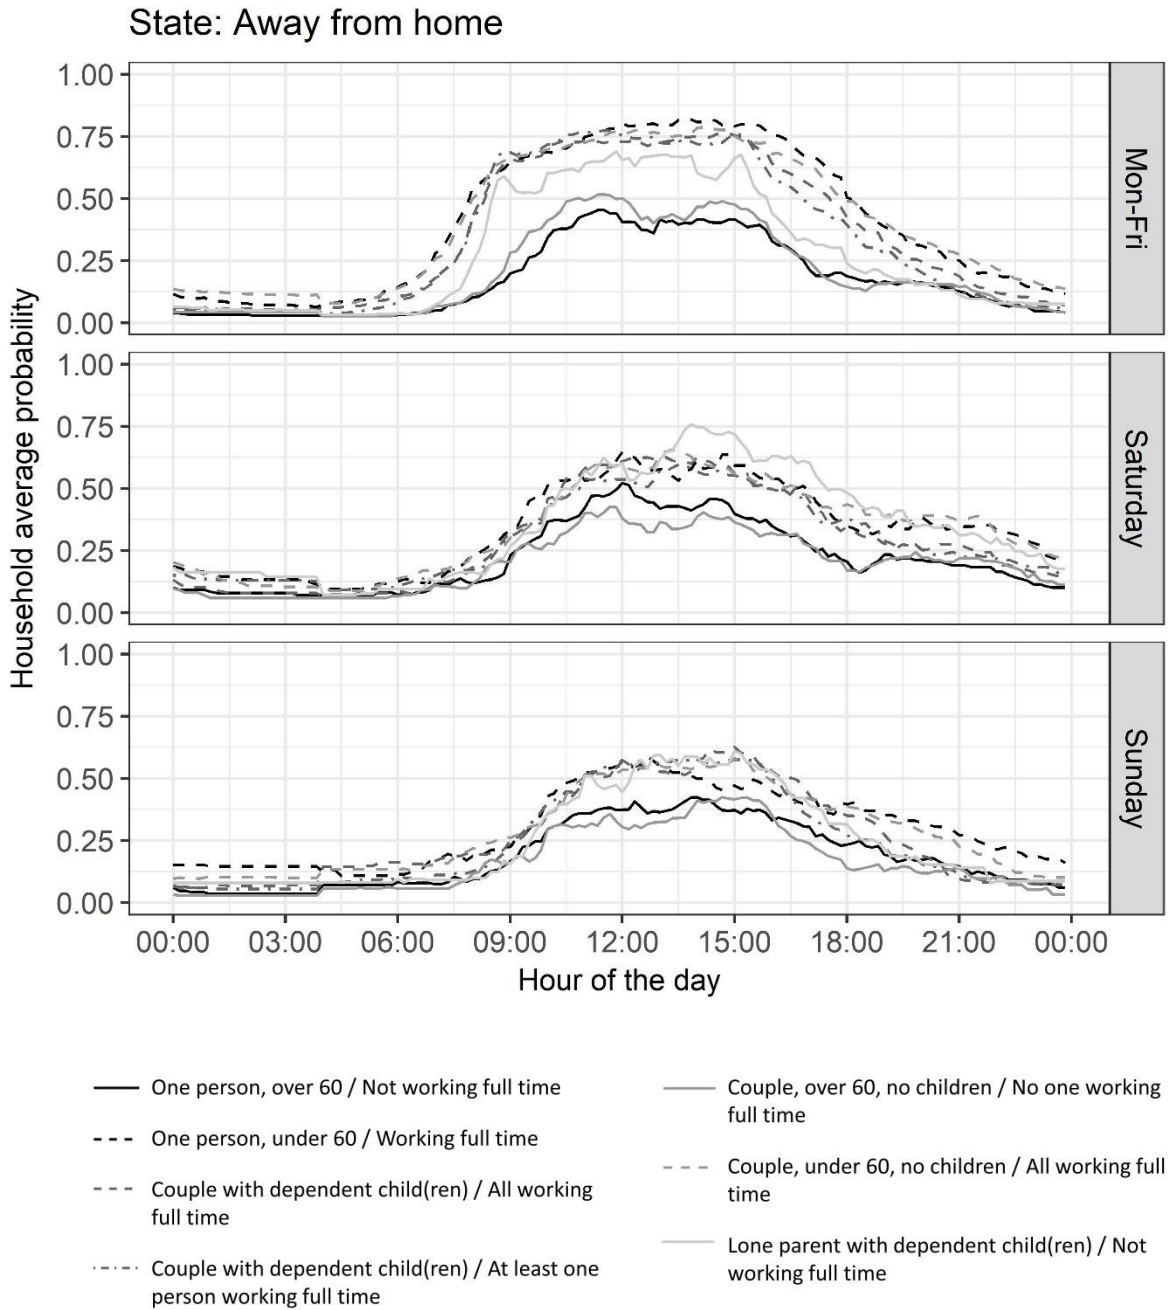 State: Away from home
Household average probability
1.00
0.75
0.50
0.25
0.00
Mon-Fri
1.00
0.75
0.50
0.25
0.00
Saturday
1.00
0.75
0.50
0.25
0.00
Sunday
00:00 03:00 06:00 09:00 12:00 15:00 18:00 21:00 00:00
Hour of the day
One person, over 60 / Not working full time
One person, under 60 / Working full time
Couple with dependent child(ren) / All working
full time
Couple with dependent child(ren) / At least one
person working full time
Couple, over 60, no children / No one working
full time
Couple, under 60, no children / All working full
time
Lone parent with dependent child(ren) / Not
working full time